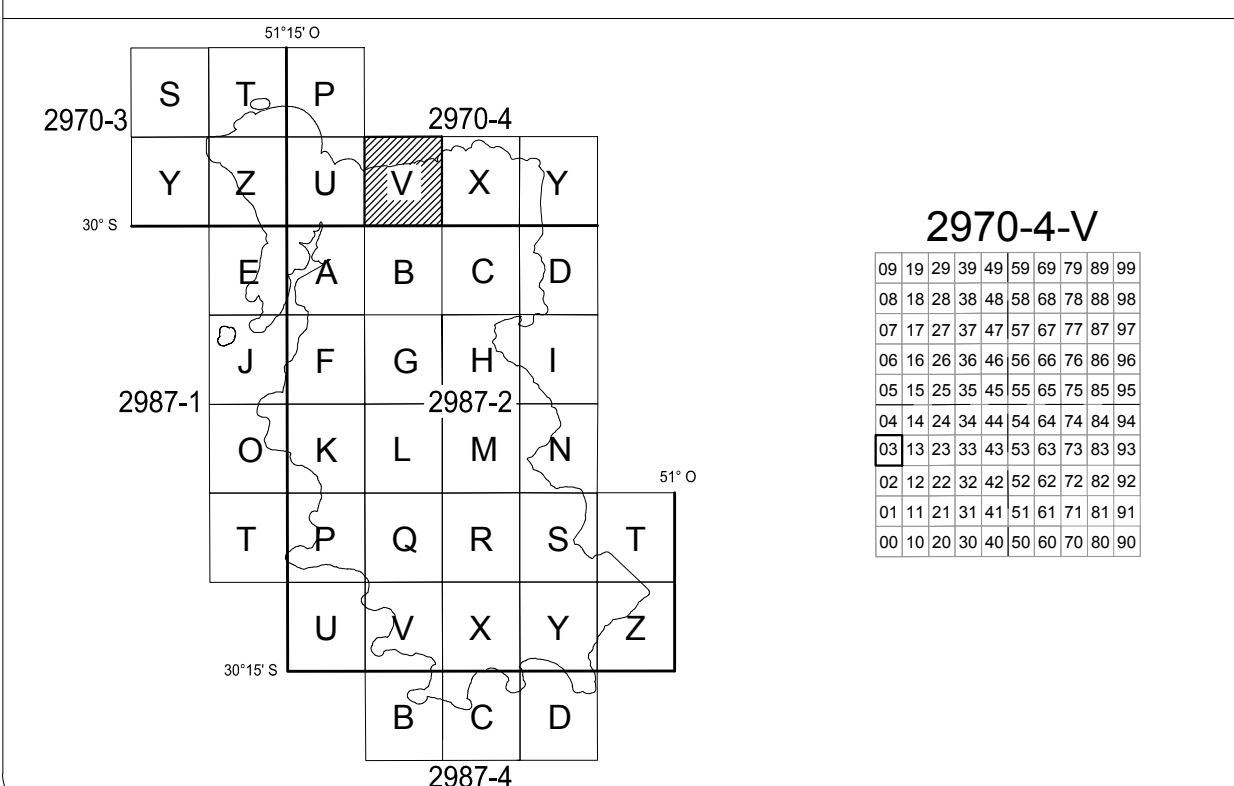 51°15' O
S T P
2970-3 2970-4
Y Z U V X Y
30° S
E A B C D
J F G H I
2987-1 2987-2
O K L M N
51° O
T P Q R S T
U V X Y Z
30°15' S
B C D
2987-4
2970-4-V
09 19 29 39 49 59 69 79 89 99
08 18 28 38 48 58 68 78 88 98
07 17 27 37 47 57 67 77 87 97
06 16 26 36 46 56 66 76 86 96
05 15 25 35 45 55 65 75 85 95
04 14 24 34 44 54 64 74 84 94
03 13 23 33 43 53 63 73 83 93
02 12 22 32 42 52 62 72 82 92
01 11 21 31 41 51 61 71 81 91
00 10 20 30 40 50 60 70 80 90